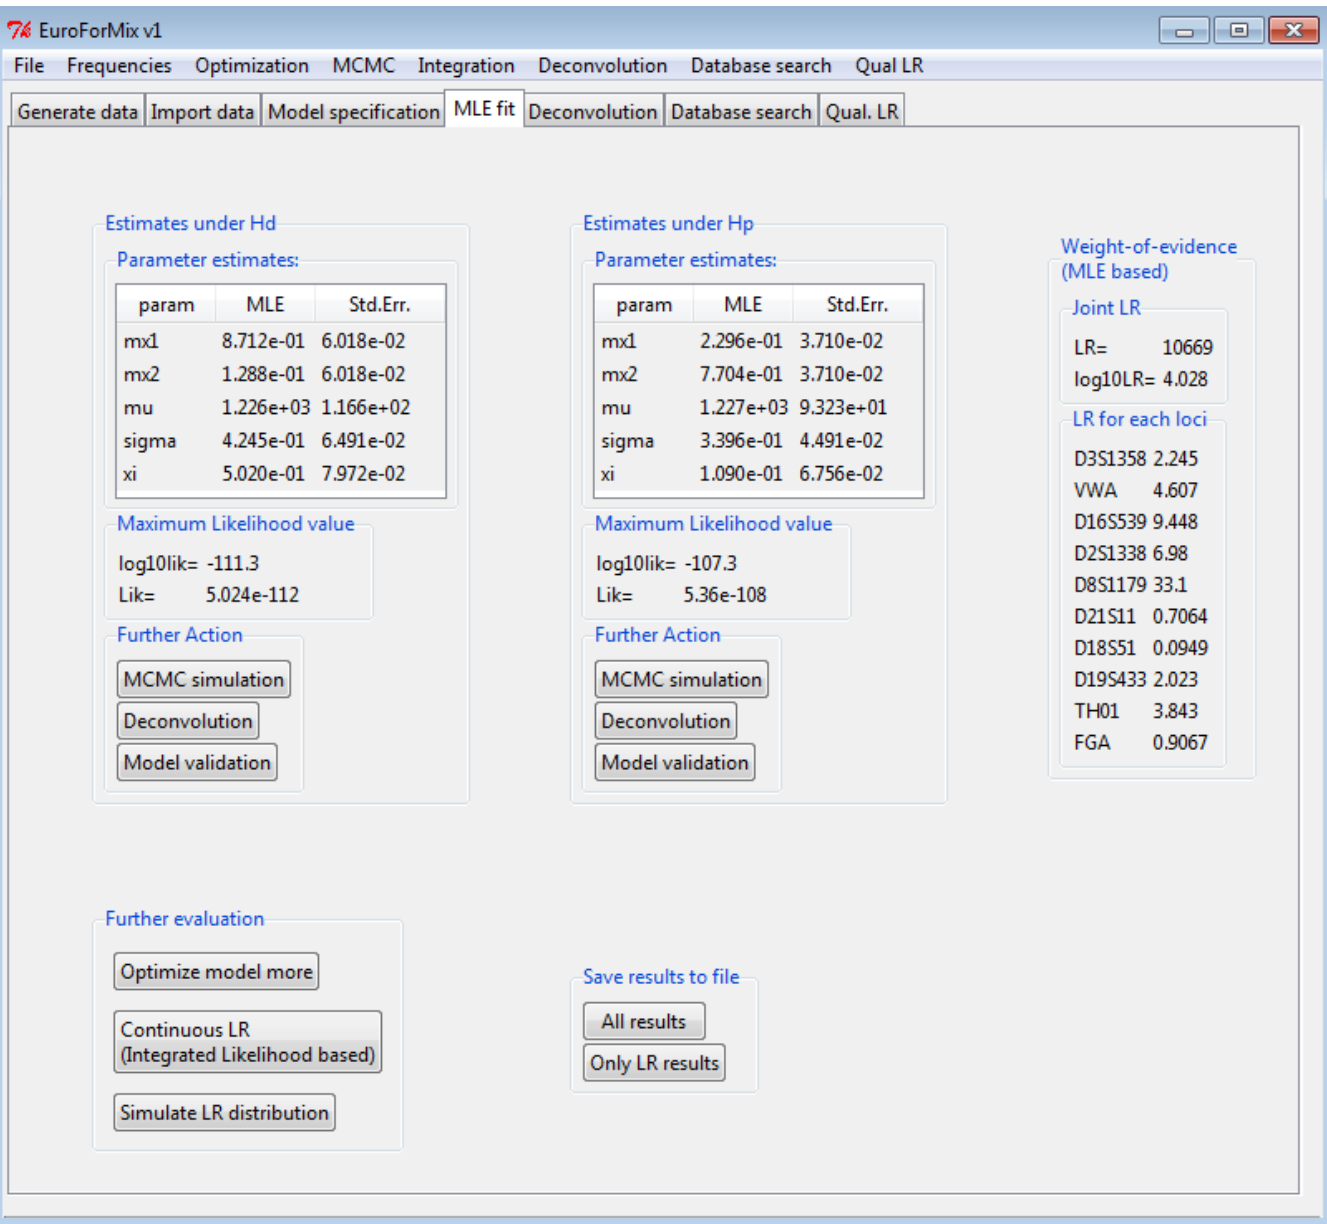 EuroForMix v1
File Frequencies Optimization MCMC Integration Deconvolution Database search Qual LR
Generate data Import data Model specification MLE fit Deconvolution Database search Qual. LR
Estimates under Hd
Parameter estimates:
param MLE Std.Err.
mx1 8.712e-01 6.018e-02
mx2 1.288e-01 6.018e-02
mu 1.226e+03 1.166e+02
sigma 4.245e-01 6.491e-02
xi 5.020e-01 7.972e-02
Maximum Likelihood value
log10lik= -111.3
Lik= 5.024e-112
Further Action
MCMC simulation
Deconvolution
Model validation
Estimates under Hp
Parameter estimates:
param MLE Std.Err.
mx1 2.296e-01 3.710e-02
mx2 7.704e-01 3.710e-02
mu 1.227e+03 9.323e+01
sigma 3.396e-01 4.491e-02
xi 1.090e-01 6.756e-02
Maximum Likelihood value
log10lik= -107.3
Lik= 5.36e-108
Further Action
MCMC simulation
Deconvolution
Model validation
Weight-of-evidence
(MLE based)
Joint LR
LR= 10669
log10LR= 4.028
LR for each loci
D3S1358 2.245
VWA 4.607
D16S539 9.448
D2S1338 6.98
D8S1179 33.1
D21S11 0.7064
D18S51 0.0949
D19S433 2.023
TH01 3.843
FGA 0.9067
Further evaluation
Optimize model more
Continuous LR
(Integrated Likelihood based)
Simulate LR distribution
Save results to file
All results
Only LR results